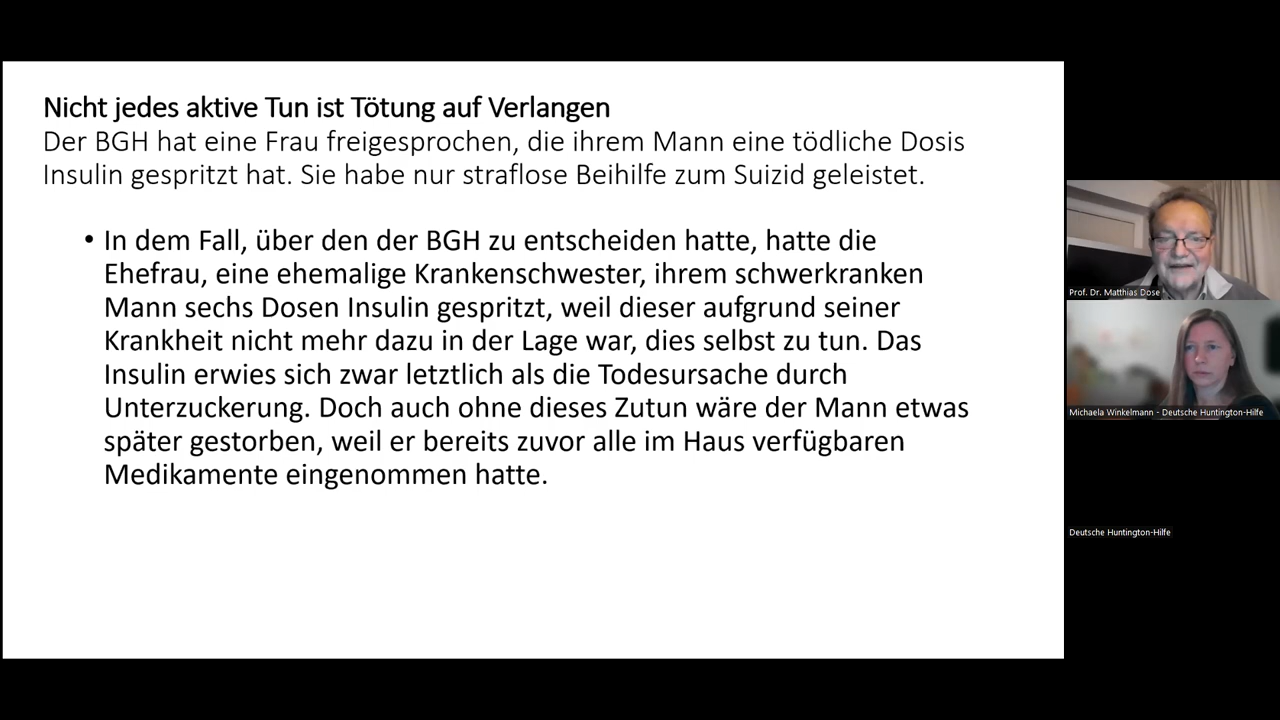 Nicht jedes aktive Tun ist Tötung auf Verlangen
Der BGH hat eine Frau freigesprochen, die ihrem Mann eine tödliche Dosis
Insulin gespritzt hat. Sie habe nur straflose Beihilfe zum Suizid geleistet.
• In dem Fall, über den der BGH zu entscheiden hatte, hatte die
Ehefrau, eine ehemalige Krankenschwester, ihrem schwerkranken
Mann sechs Dosen Insulin gespritzt, weil dieser aufgrund seiner
Krankheit nicht mehr dazu in der Lage war, dies selbst zu tun. Das
Insulin erwies sich zwar letztlich als die Todesursache durch
Unterzuckerung. Doch auch ohne dieses Zutun wäre der Mann etwas
später gestorben, weil er bereits zuvor alle im Haus verfügbaren
Medikamente eingenommen hatte.
Prof. Dr. Matthias Dose
Michaela Winkelmann - Deutsche Huntington-Hilfe
Deutsche Huntington-Hilfe